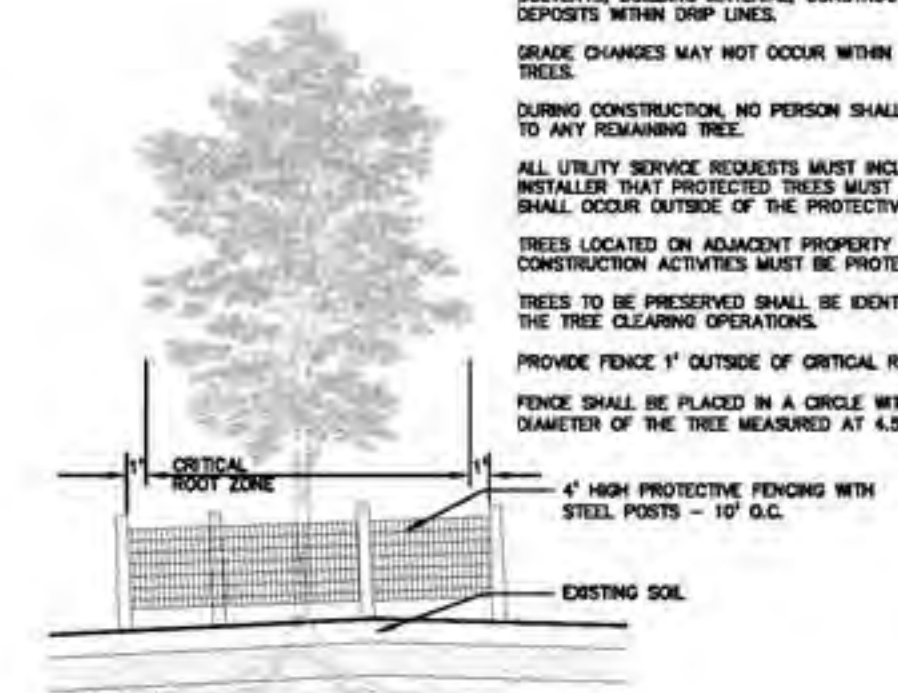 DEPOSITS WITHIN DRIP LINES.
GRADE CHANGES MAY NOT OCCUR WITHIN
TREES.
DURING CONSTRUCTION, NO PERSON SHALL
TO ANY REMAINING TREE.
ALL UTILITY SERVICE REQUESTS MUST INCL
INSTALLER THAT PROTECTED TREES MUST
SHALL OCCUR OUTSIDE OF THE PROTECTIV
TREES LOCATED ON ADJACENT PROPERTY
CONSTRUCTION ACTIVITIES MUST BE PROTE
TREES TO BE PRESERVED SHALL BE IDENT
THE TREE CLEARING OPERATIONS.
PROVIDE FENCE 1' OUTSIDE OF CRITICAL R
FENCE SHALL BE PLACED IN A CIRCLE WIT
DIAMETER OF THE TREE MEASURED AT 4.5
1' CRITICAL 1'
ROOT ZONE
4' HIGH PROTECTIVE FENCING WITH
STEEL POSTS - 10' O.C.
EXISTING SOIL